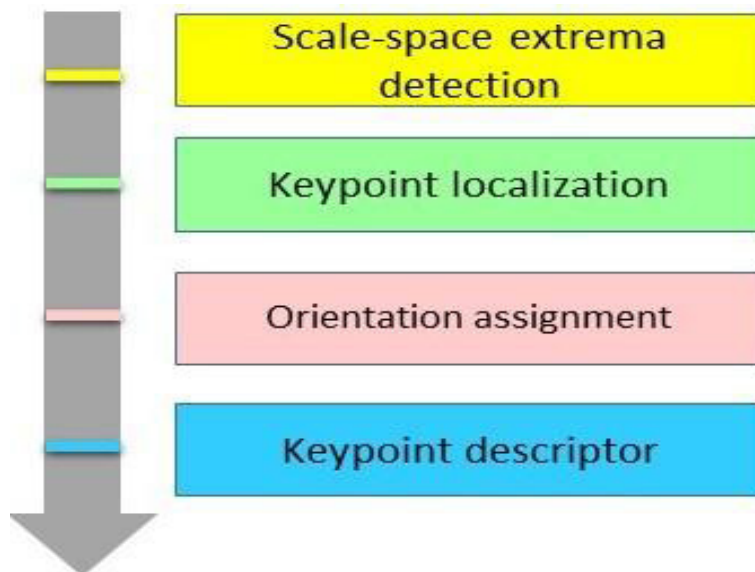 Scale-space extrema
detection
Keypoint localization
Orientation assignment
Keypoint descriptor